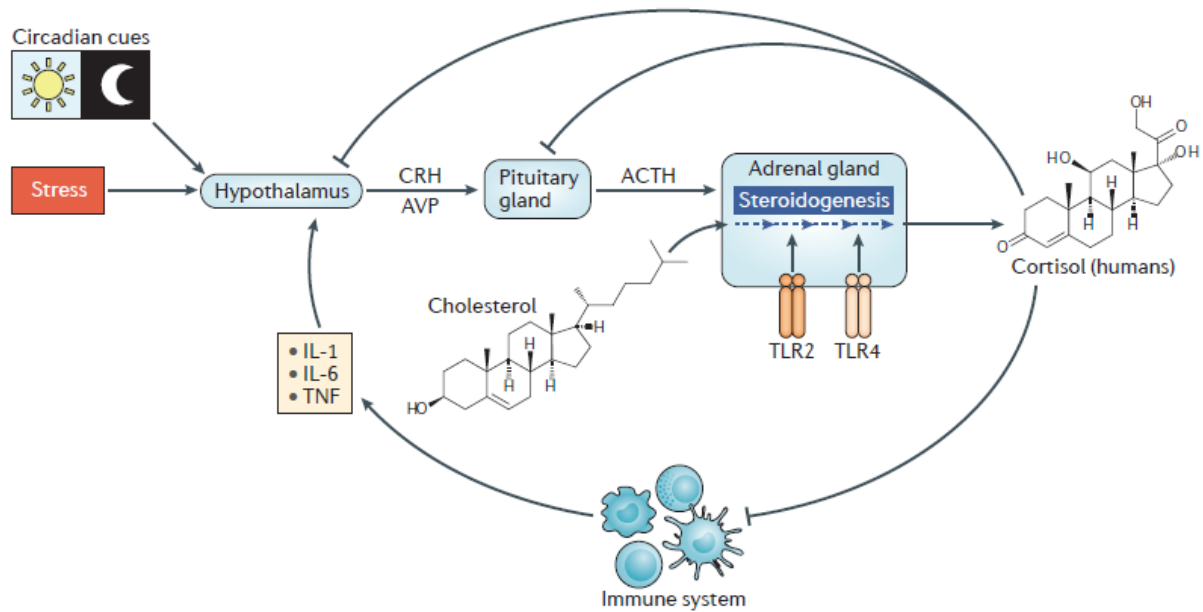 Circadian cues
Stress
Hypothalamus
CRH
AVP
Pituitary
gland
ACTH
Adrenal gland
Steroidogenesis
OH
O
HO
OH
H
H
H
O
Cortisol (humans)
Cholesterol
H
H
H
H
HO
TLR2
TLR4
• IL-1
• IL-6
• TNF
Immune system